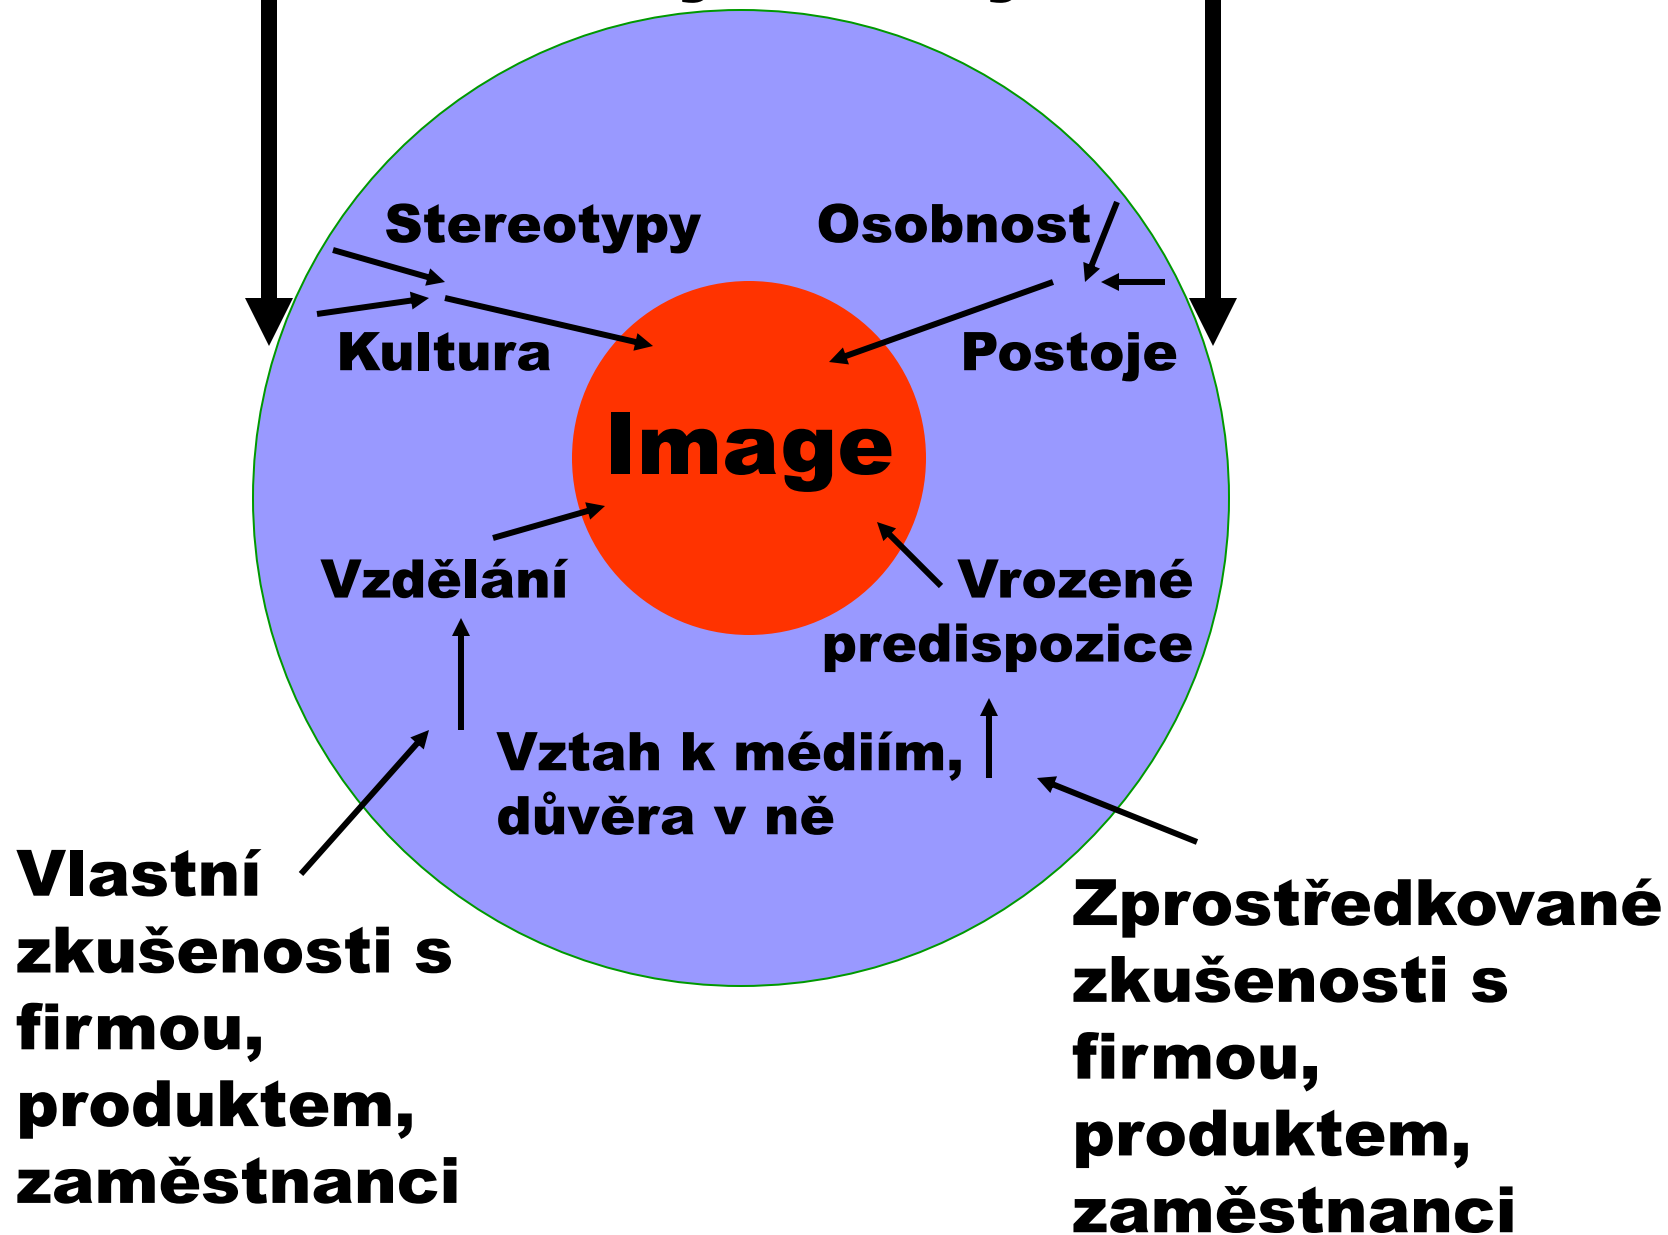 Stereotypy
Osobnost
Kultura
Postoje
Image
Vzdělání
Vrozené
predispozice
Vztah k médiím,
důvěra v ně
Vlastní
zkušenosti s
firmou,
produktem,
zaměstnanci
Zprostředkované
zkušenosti s
firmou,
produktem,
zaměstnanci